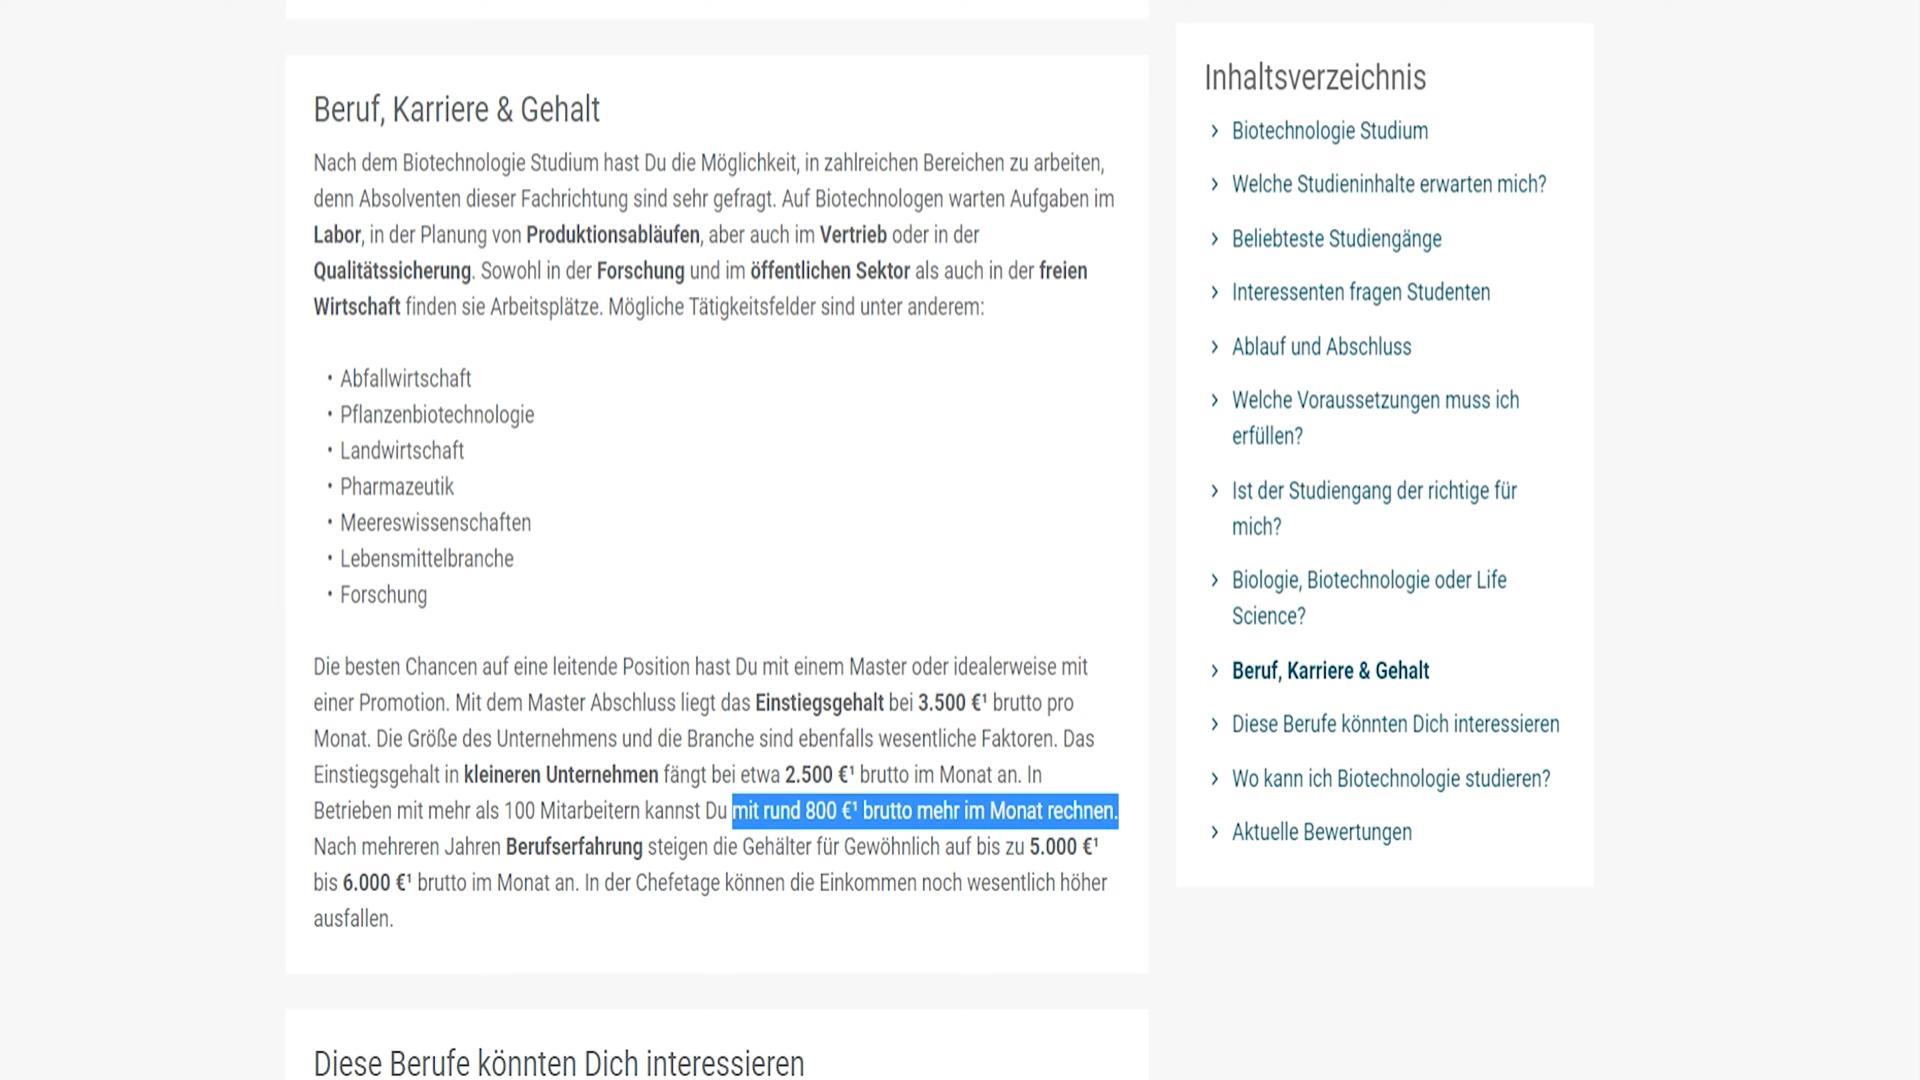 Beruf, Karriere & Gehalt
Nach dem Biotechnologie Studium hast Du die Möglichkeit, in zahlreichen Bereichen zu arbeiten,
denn Absolventen dieser Fachrichtung sind sehr gefragt. Auf Biotechnologen warten Aufgaben im
Labor, in der Planung von Produktionsabläufen, aber auch im Vertrieb oder in der
Qualitätssicherung. Sowohl in der Forschung und im öffentlichen Sektor als auch in der freien
Wirtschaft finden sie Arbeitsplätze. Mögliche Tätigkeitsfelder sind unter anderem:
• Abfallwirtschaft
• Pflanzenbiotechnologie
• Landwirtschaft
• Pharmazeutik
• Meereswissenschaften
• Lebensmittelbranche
• Forschung
Die besten Chancen auf eine leitende Position hast Du mit einem Master oder idealerweise mit
einer Promotion. Mit dem Master Abschluss liegt das Einstiegsgehalt bei 3.500 €¹ brutto pro
Monat. Die Größe des Unternehmens und die Branche sind ebenfalls wesentliche Faktoren. Das
Einstiegsgehalt in kleineren Unternehmen fängt bei etwa 2.500 €¹ brutto im Monat an. In
Betrieben mit mehr als 100 Mitarbeitern kannst Du mit rund 800 €¹ brutto mehr im Monat rechnen.
Nach mehreren Jahren Berufserfahrung steigen die Gehälter für Gewöhnlich auf bis zu 5.000 €¹
bis 6.000 €¹ brutto im Monat an. In der Chefetage können die Einkommen noch wesentlich höher
ausfallen.
Diese Berufe könnten Dich interessieren
Inhaltsverzeichnis
› Biotechnologie Studium
› Welche Studieninhalte erwarten mich?
› Beliebteste Studiengänge
› Interessenten fragen Studenten
› Ablauf und Abschluss
› Welche Voraussetzungen muss ich
erfüllen?
› Ist der Studiengang der richtige für
mich?
› Biologie, Biotechnologie oder Life
Science?
› Beruf, Karriere & Gehalt
› Diese Berufe könnten Dich interessieren
› Wo kann ich Biotechnologie studieren?
› Aktuelle Bewertungen